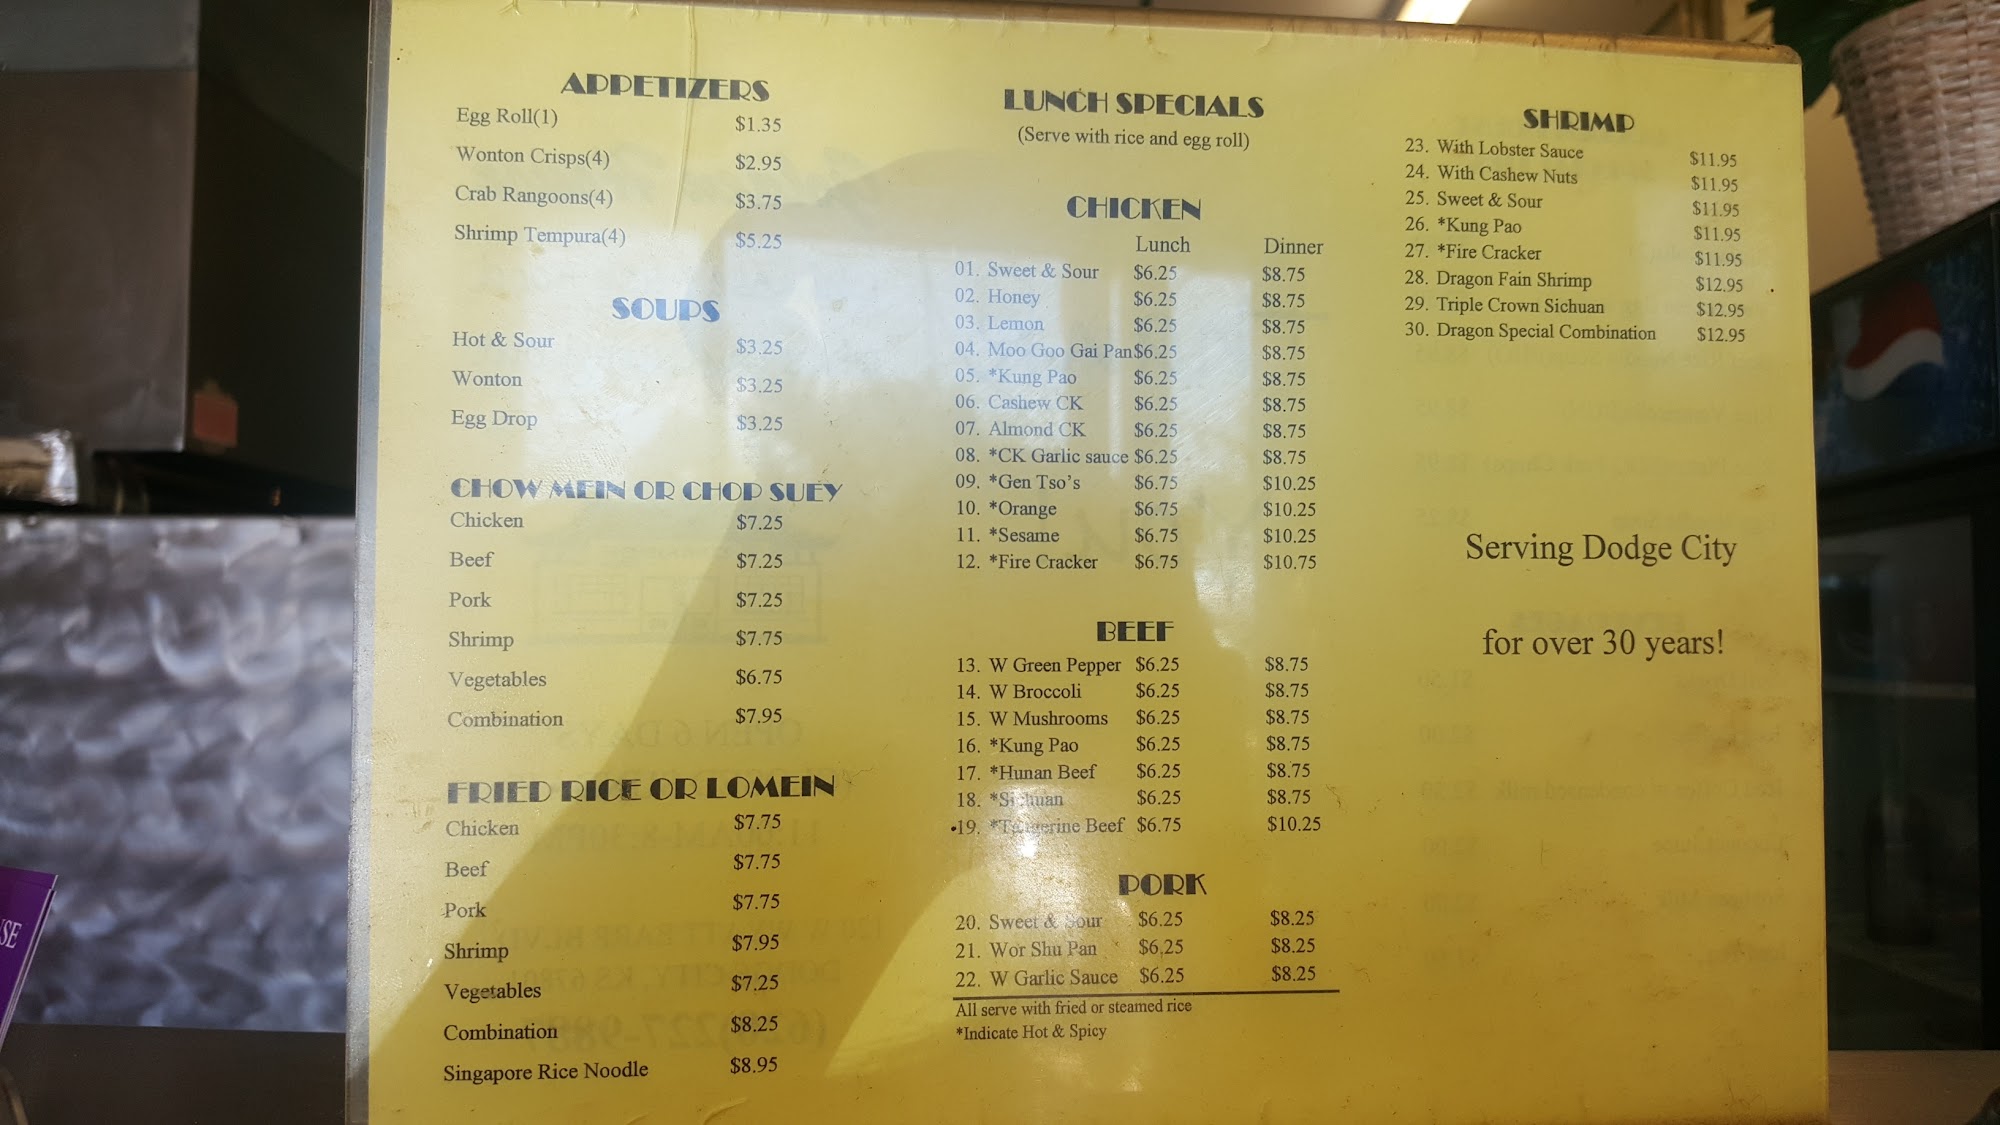 APPETIZERS
Egg Roll(1) $1.35
Wonton Crisps(4) $2.95
Crab Rangoons(4) $3.75
Shrimp Tempura(4) $5.25
SOUPS
Hot & Sour $3.25
Wonton $3.25
Egg Drop $3.25
CHOW MEIN OR CHOP SUEY
Chicken $7.25
Beef $7.25
Pork $7.25
Shrimp $7.75
Vegetables $6.75
Combination $7.95
FRIED RICE OR LOMEIN
Chicken $7.75
Beef $7.75
Pork $7.75
Shrimp $7.95
Vegetables $7.25
Combination $8.25
Singapore Rice Noodle $8.95
LUNCH SPECIALS
(Serve with rice and egg roll)
CHICKEN
Lunch Dinner
01. Sweet & Sour $6.25 $8.75
02. Honey $6.25 $8.75
03. Lemon $6.25 $8.75
04. Moo Goo Gai Pan $6.25 $8.75
05. *Kung Pao $6.25 $8.75
06. Cashew CK $6.25 $8.75
07. Almond CK $6.25 $8.75
08. *CK Garlic sauce $6.25 $8.75
09. *Gen Tso's $6.75 $10.25
10. *Orange $6.75 $10.25
11. *Sesame $6.75 $10.25
12. *Fire Cracker $6.75 $10.75
BEEF
13. W Green Pepper $6.25 $8.75
14. W Broccoli $6.25 $8.75
15. W Mushrooms $6.25 $8.75
16. *Kung Pao $6.25 $8.75
17. *Hunan Beef $6.25 $8.75
18. *Sichuan $6.25 $8.75
19. *Tangerine Beef $6.75 $10.25
PORK
20. Sweet & Sour $6.25 $8.25
21. Wor Shu Pan $6.25 $8.25
22. W Garlic Sauce $6.25 $8.25
All serve with fried or steamed rice
*Indicate Hot & Spicy
SHRIMP
23. With Lobster Sauce $11.95
24. With Cashew Nuts $11.95
25. Sweet & Sour $11.95
26. *Kung Pao $11.95
27. *Fire Cracker $11.95
28. Dragon Fain Shrimp $12.95
29. Triple Crown Sichuan $12.95
30. Dragon Special Combination $12.95
Serving Dodge City
for over 30 years!